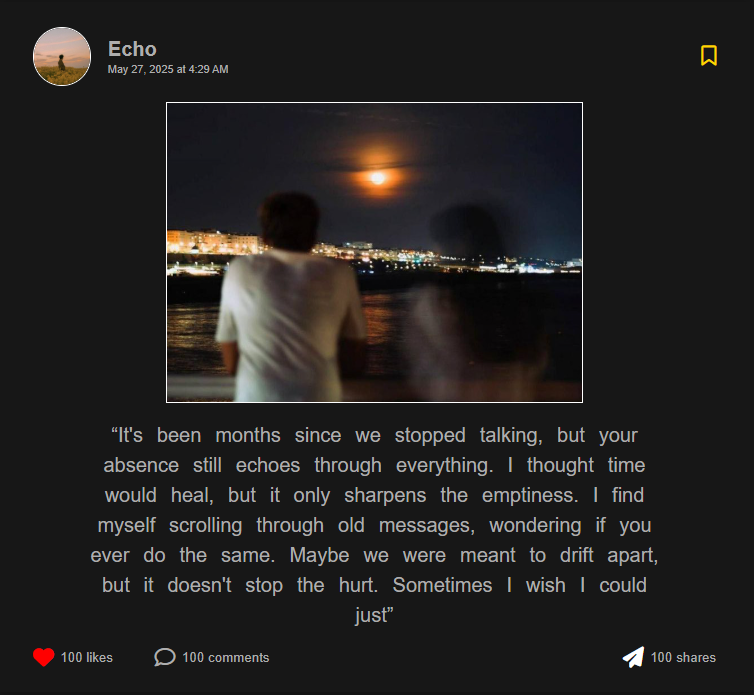 Echo
May 27, 2025 at 4:29 AM
“It's been months since we stopped talking, but your
absence still echoes through everything. I thought time
would heal, but it only sharpens the emptiness. I find
myself scrolling through old messages, wondering if you
ever do the same. Maybe we were meant to drift apart,
but it doesn't stop the hurt. Sometimes I wish I could
just”
100 likes
100 comments
100 shares